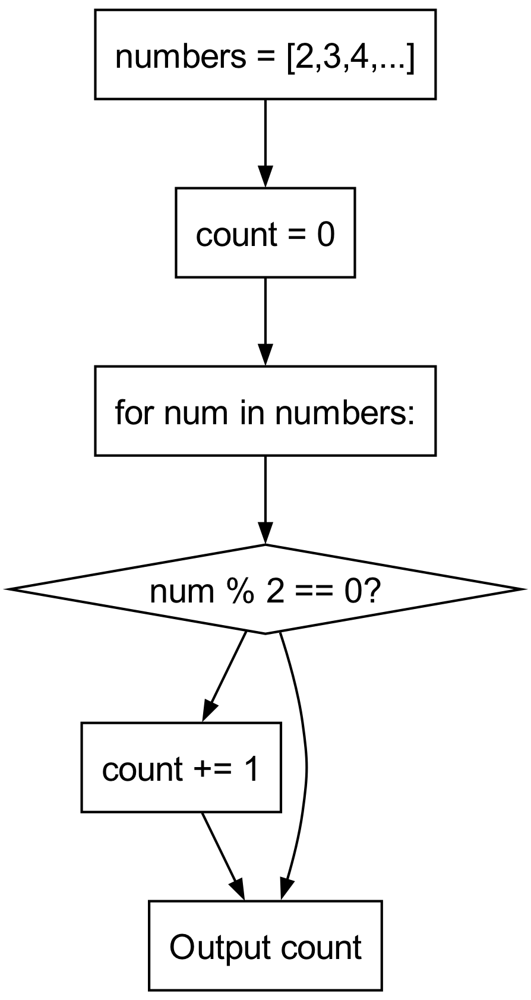 numbers = [2,3,4,...]
count = 0
for num in numbers:
num % 2 == 0?
count += 1
Output count